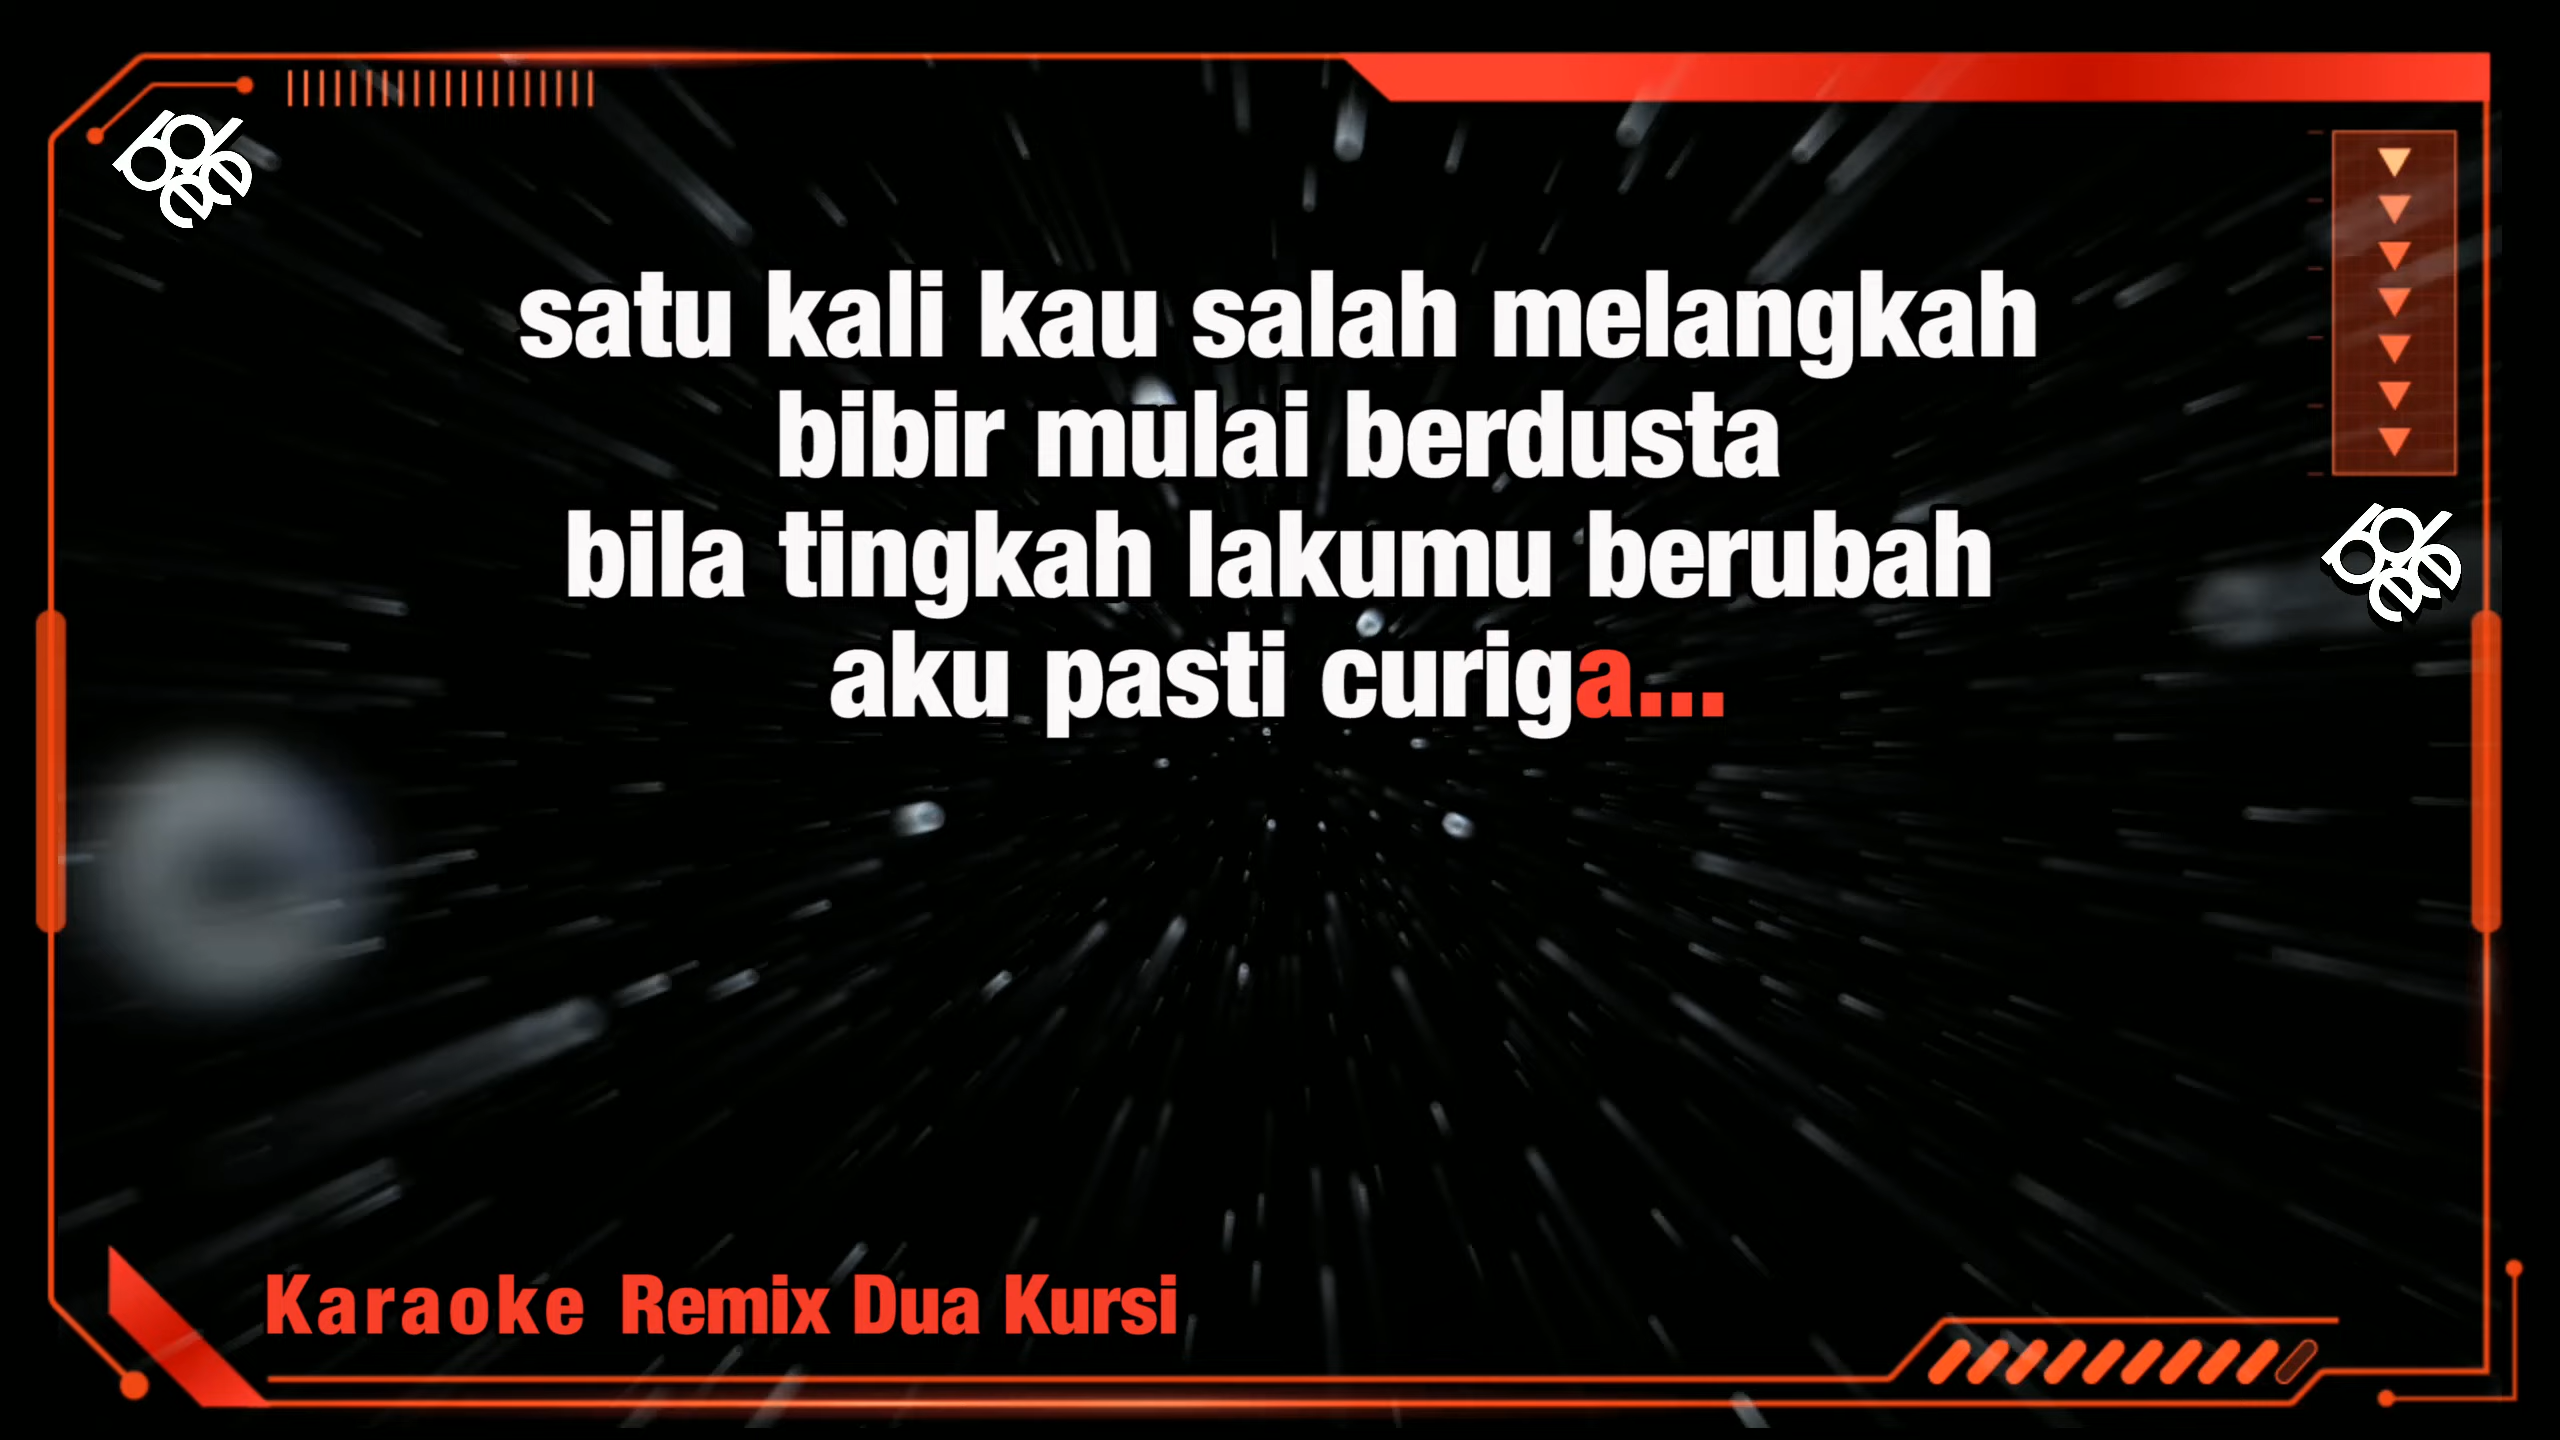 satu kali kau salah melangkah
bibir mulai berdusta
bila tingkah lakumu berubah
aku pasti curiga...
Karaoke Remix Dua Kursi